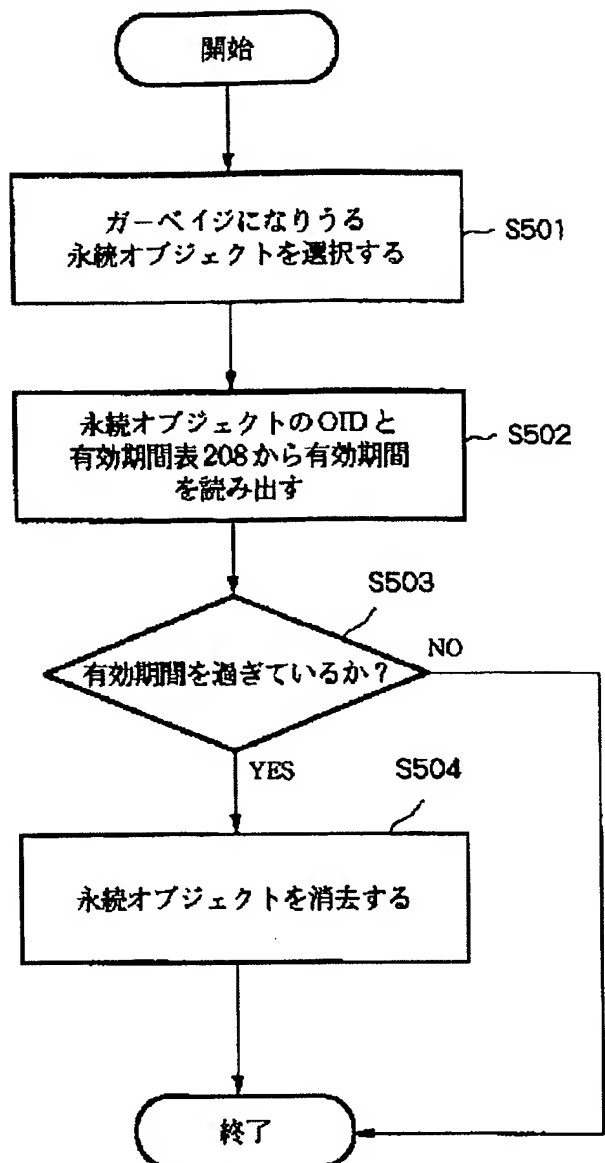 開始
ガーベイジになりうる
永続オブジェクトを選択する
S501
永続オブジェクトのOIDと
有効期間表208から有効期間
を読み出す
S502
S503
有効期間を過ぎているか？
NO
YES
S504
永続オブジェクトを消去する
終了